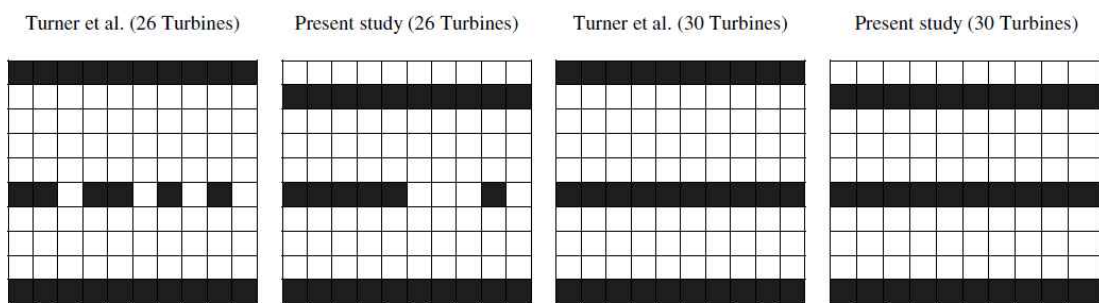 Turner et al. (26 Turbines)
Present study (26 Turbines)
Turner et al. (30 Turbines)
Present study (30 Turbines)